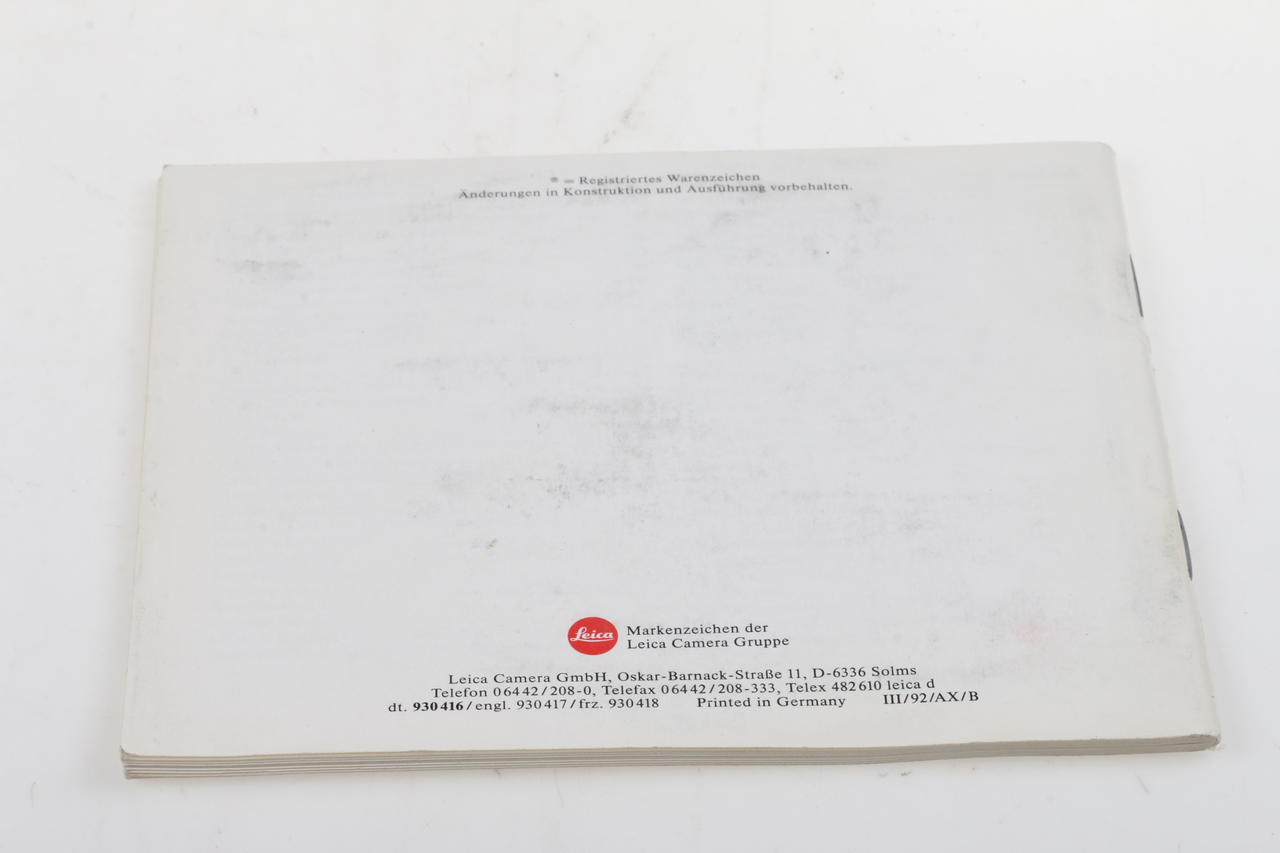 ® = Registriertes Warenzeichen
Änderungen in Konstruktion und Ausführung vorbehalten.
Leica
Markenzeichen der
Leica Camera Gruppe
Leica Camera GmbH, Oskar-Barnack-Straße 11, D-6336 Solms
Telefon 06442/208-0, Telefax 06442/208-333, Telex 482610 leica d
dt. 930416/engl. 930417/frz. 930418 Printed in Germany III/92/AX/B